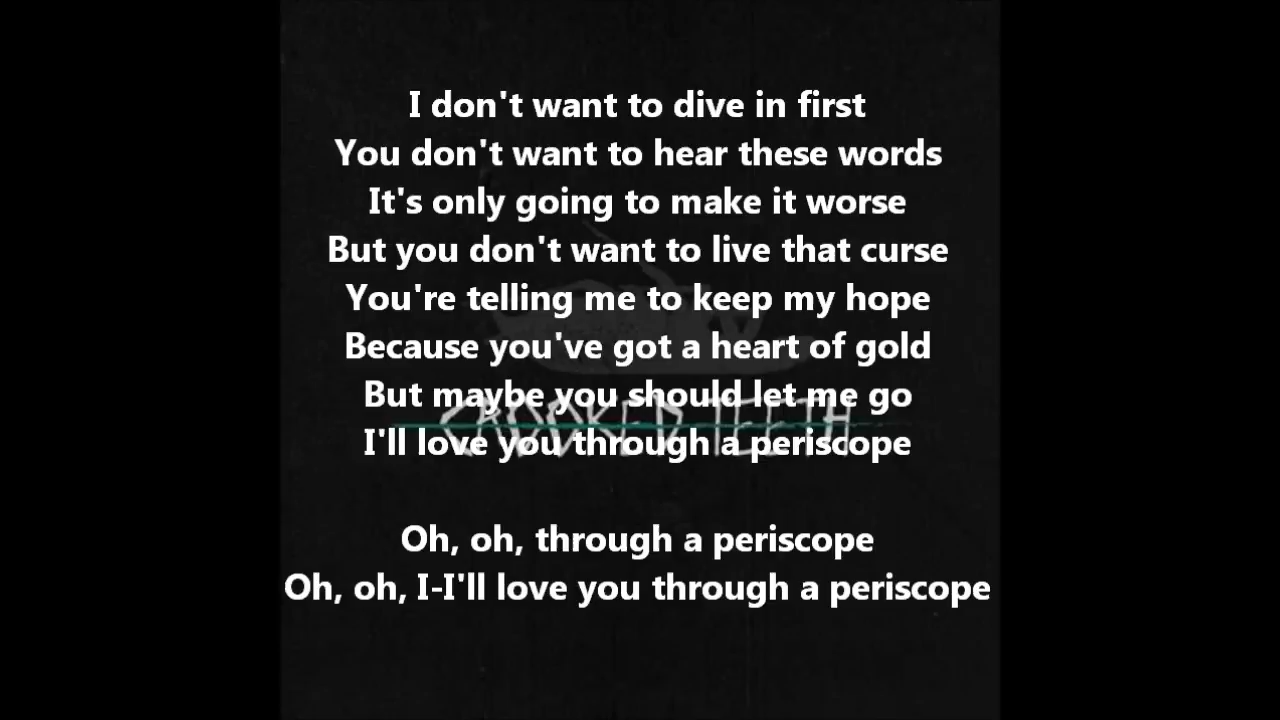 I don't want to dive in first
You don't want to hear these words
It's only going to make it worse
But you don't want to live that curse
You're telling me to keep my hope
Because you've got a heart of gold
But maybe you should let me go
CROOKED TEETH
I'll love you through a periscope
Oh, oh, through a periscope
Oh, oh, I-I'll love you through a periscope